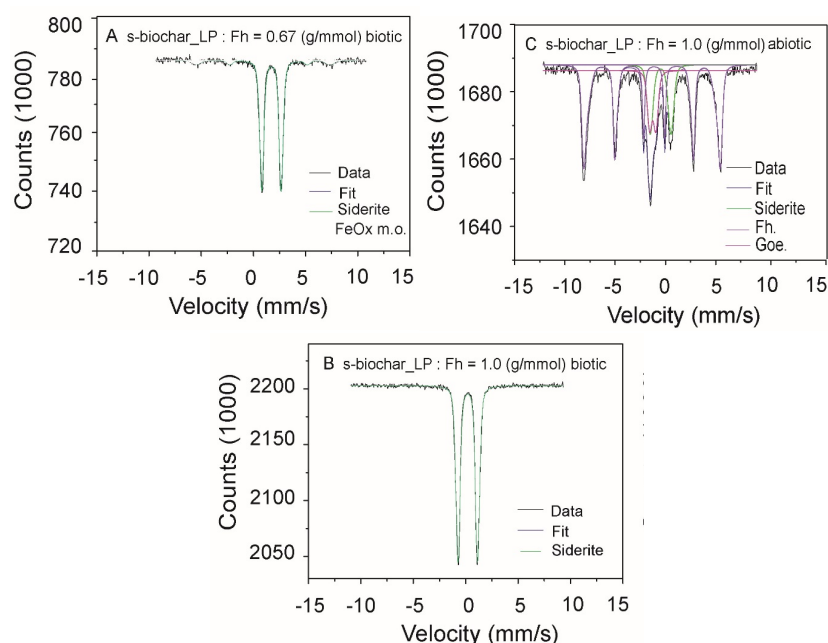 A s-biochar_LP : Fh = 0.67 (g/mmol) biotic
Counts (1000)
800
780
760
740
720
Data
Fit
Siderite
FeOx m.o.
-15 -10 -5 0 5 10 15
Velocity (mm/s)
C s-biochar_LP : Fh = 1.0 (g/mmol) abiotic
Counts (1000)
1700
1680
1660
1640
Data
Fit
Siderite
Fh.
Goe.
-15 -10 -5 0 5 10 15
Velocity (mm/s)
B s-biochar_LP : Fh = 1.0 (g/mmol) biotic
Counts (1000)
2200
2150
2100
2050
Data
Fit
Siderite
-15 -10 -5 0 5 10 15
Velocity (mm/s)